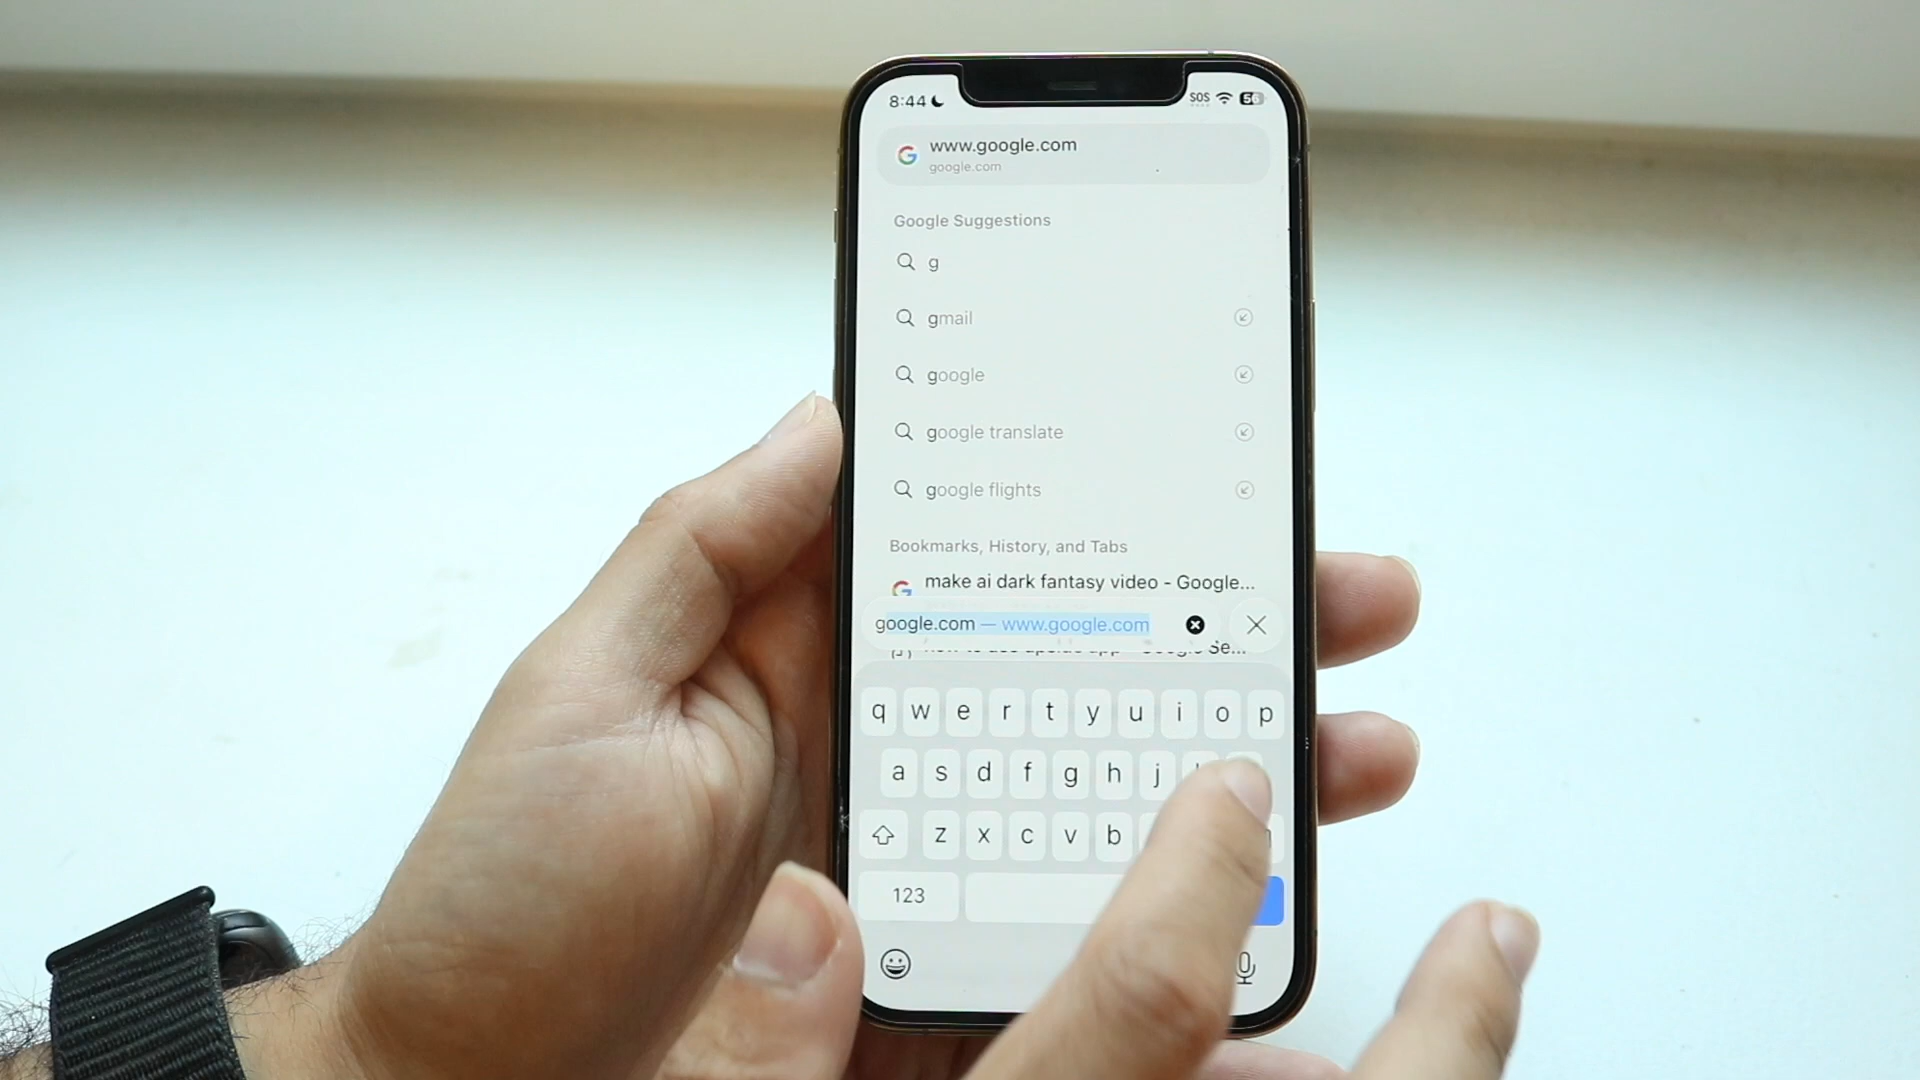 8:44
SOS
56
www.google.com
google.com
Google Suggestions
g
gmail
google
google translate
google flights
Bookmarks, History, and Tabs
make ai dark fantasy video - Google...
google.com — www.google.com
q w e r t y u i o p
a s d f g h j
z x c v b
123